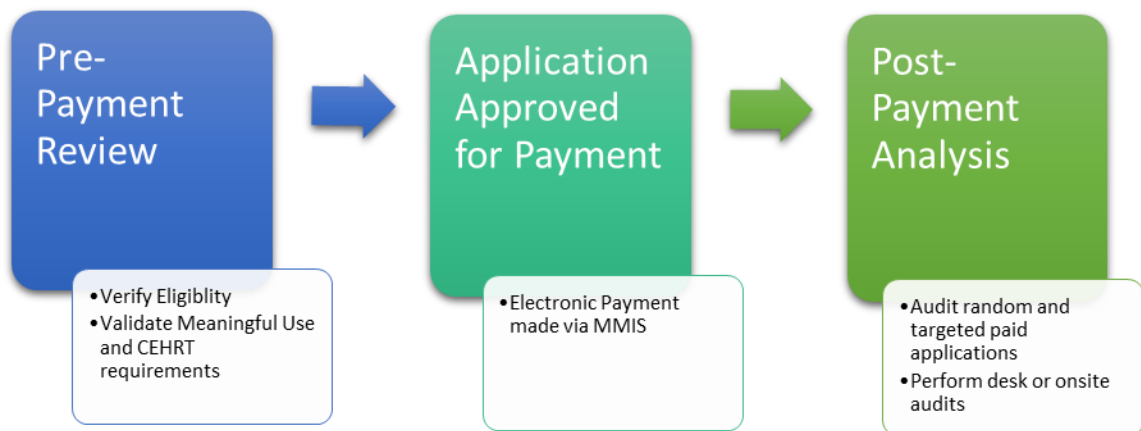 Pre-
Payment
Review
•Verify Eligiblity
•Validate Meaningful Use
and CEHRT
requirements
Application
Approved
for Payment
•Electronic Payment
made via MMIS
Post-
Payment
Analysis
•Audit random and
targeted paid
applications
•Perform desk or onsite
audits